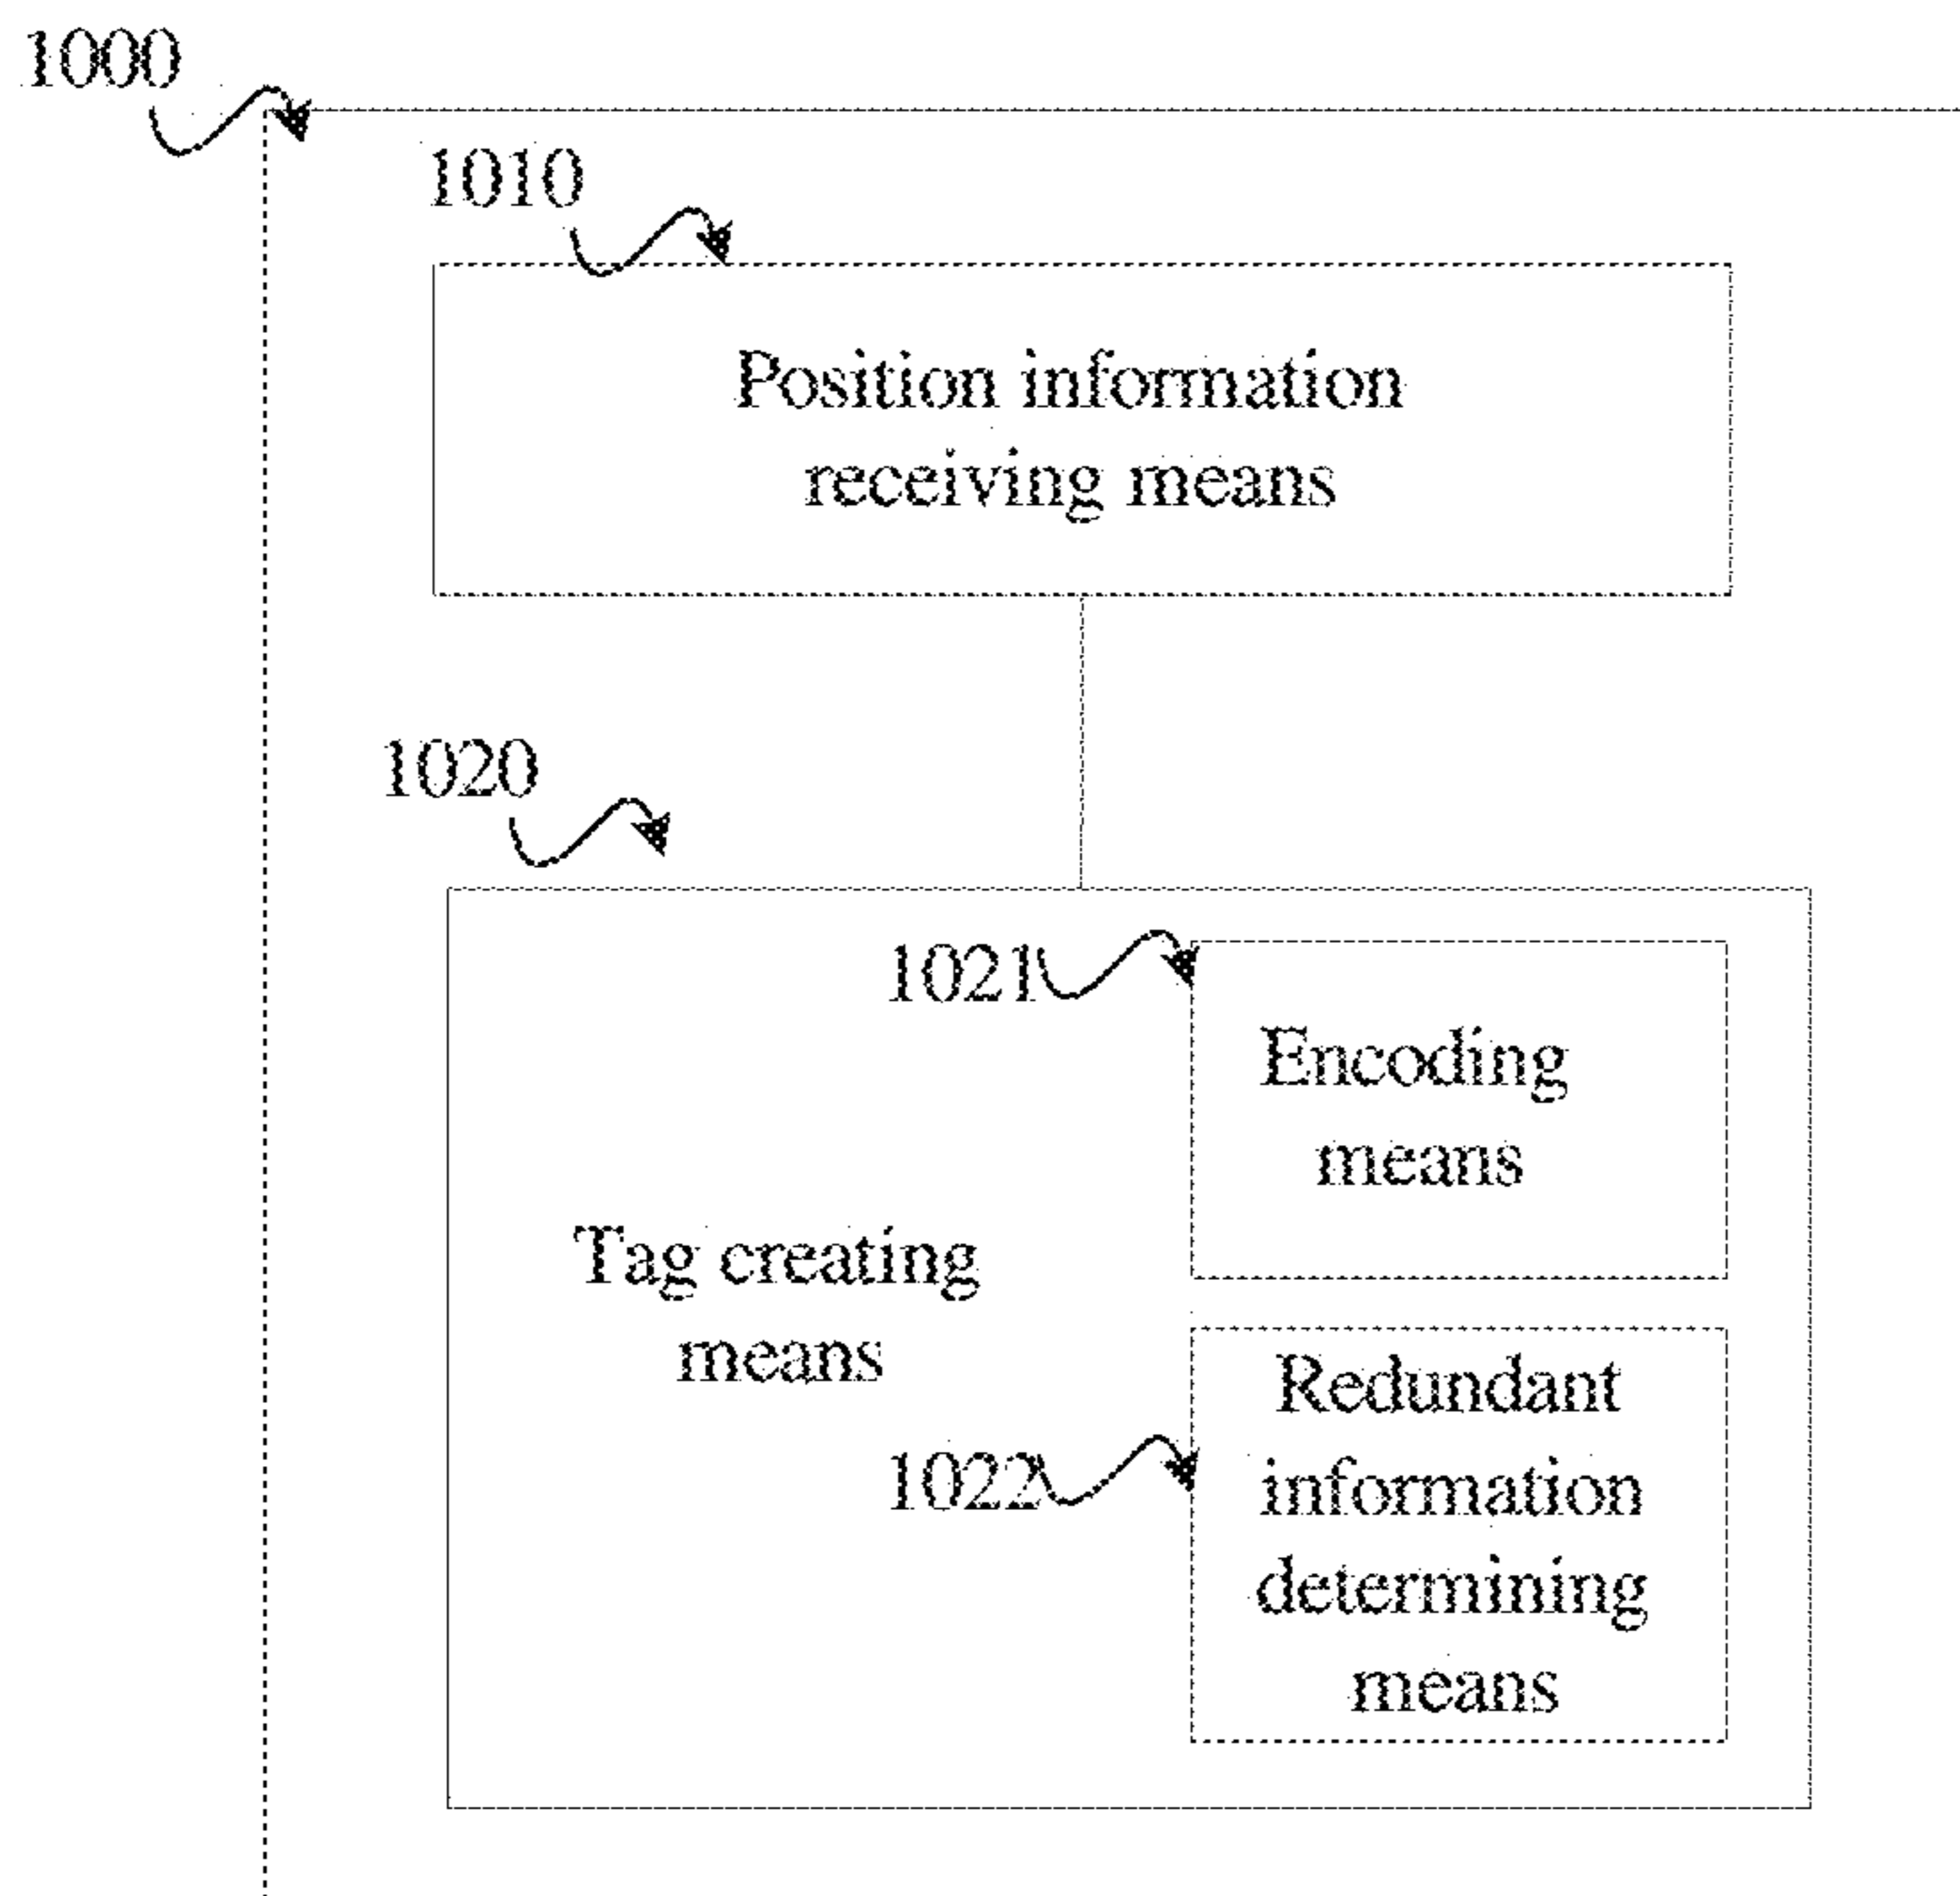 1000
1010
Position information
receiving means
1020
1021
Encoding
means
Tag creating
means
1022
Redundant
information
determining
means